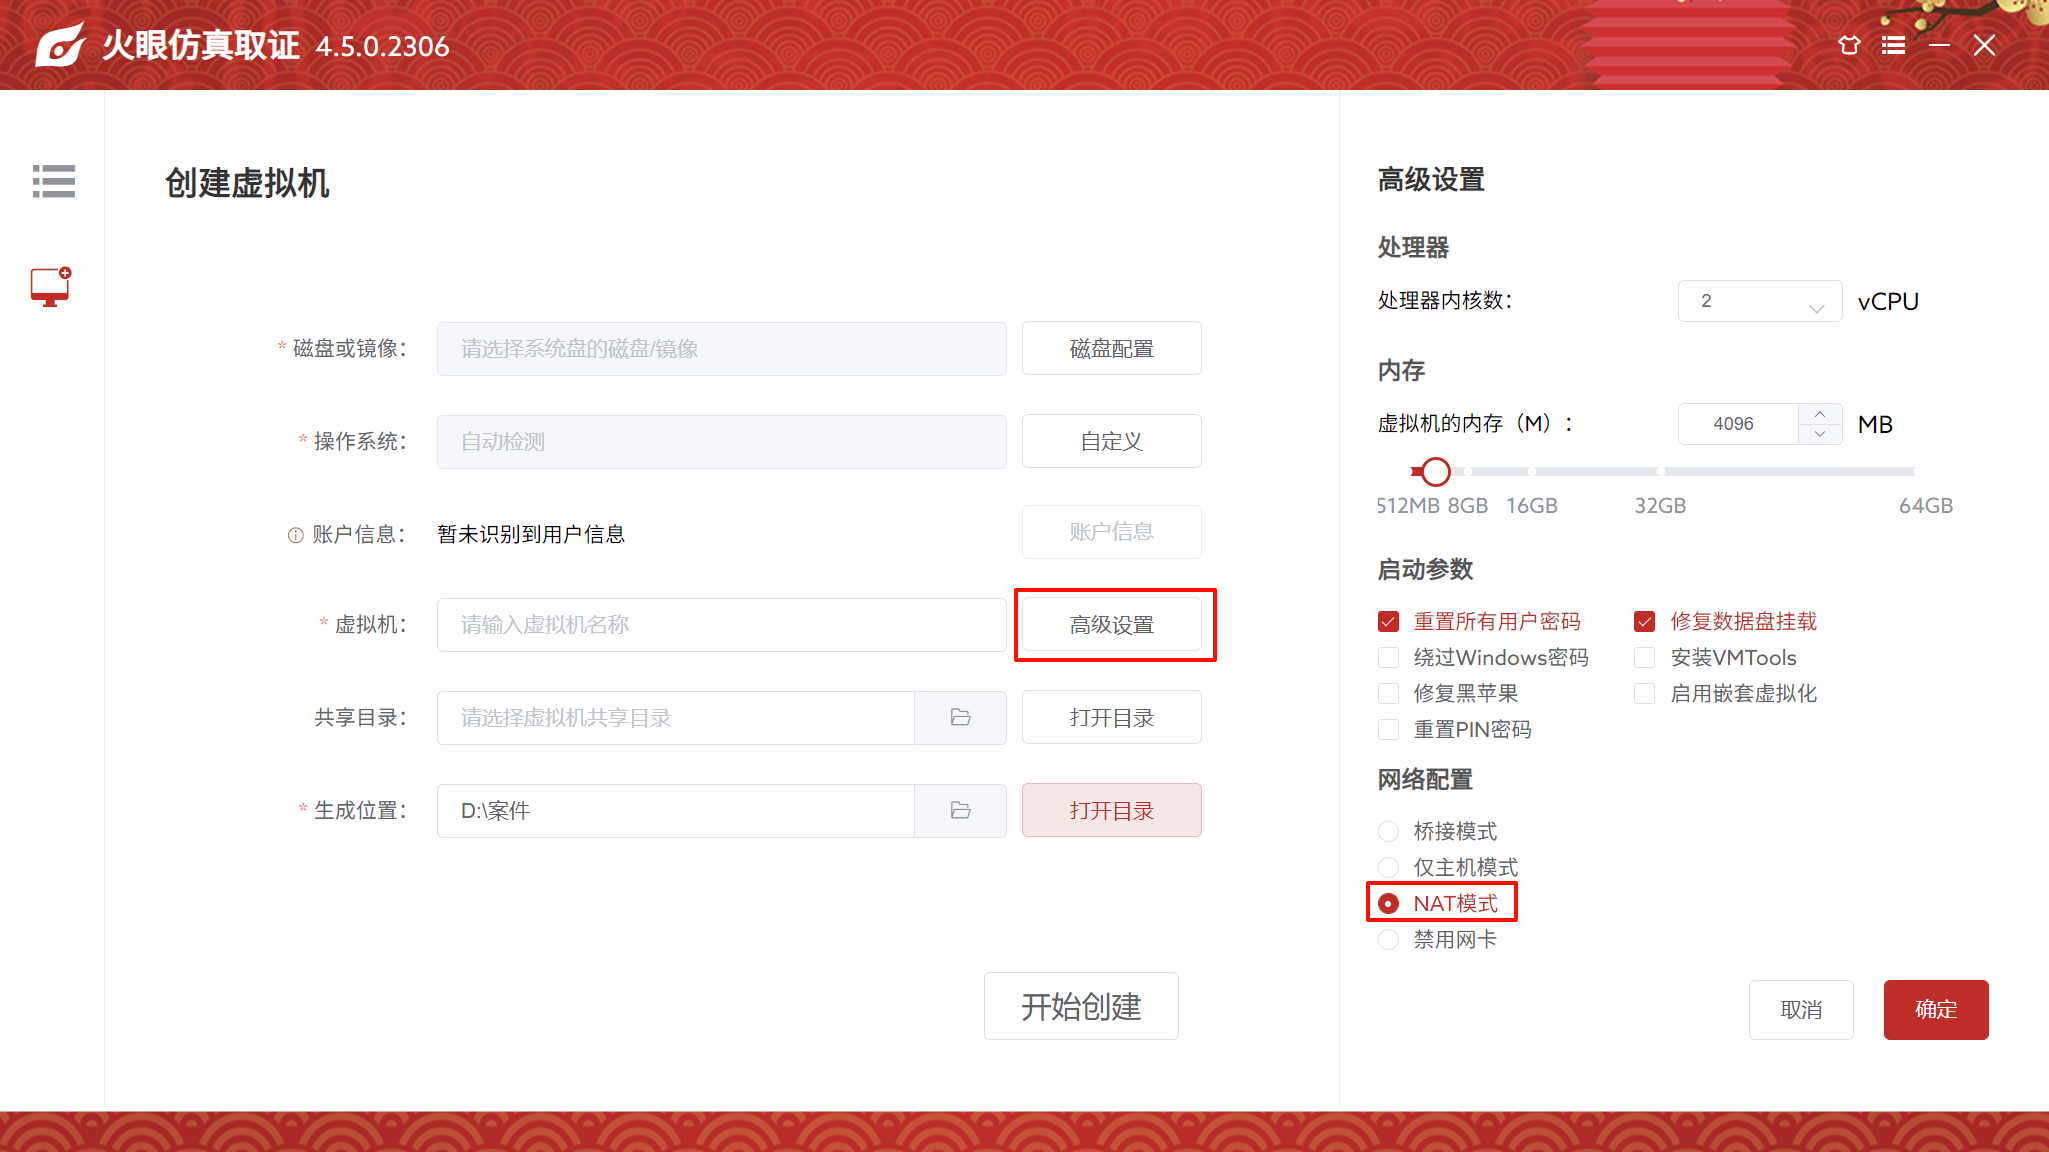 火眼仿真取证 4.5.0.2306
创建虚拟机
* 磁盘或镜像： 请选择系统盘的磁盘/镜像 磁盘配置
* 操作系统： 自动检测 自定义
账户信息： 暂未识别到用户信息 账户信息
* 虚拟机： 请输入虚拟机名称 高级设置
共享目录： 请选择虚拟机共享目录 打开目录
* 生成位置： D:\案件 打开目录
开始创建
高级设置
处理器
处理器内核数： 2 vCPU
内存
虚拟机的内存（M）： 4096 MB
512MB 8GB 16GB 32GB 64GB
启动参数
重置所有用户密码 修复数据盘挂载
绕过Windows密码 安装VMTools
修复黑苹果 启用嵌套虚拟化
重置PIN密码
网络配置
桥接模式
仅主机模式
NAT模式
禁用网卡
取消 确定